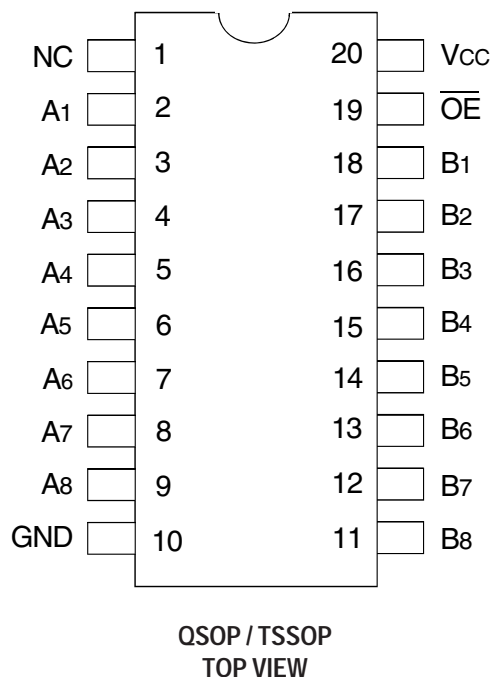 NC 1 20 VCC
A1 2 19 O̅E̅
A2 3 18 B1
A3 4 17 B2
A4 5 16 B3
A5 6 15 B4
A6 7 14 B5
A7 8 13 B6
A8 9 12 B7
GND 10 11 B8
QSOP / TSSOP
TOP VIEW